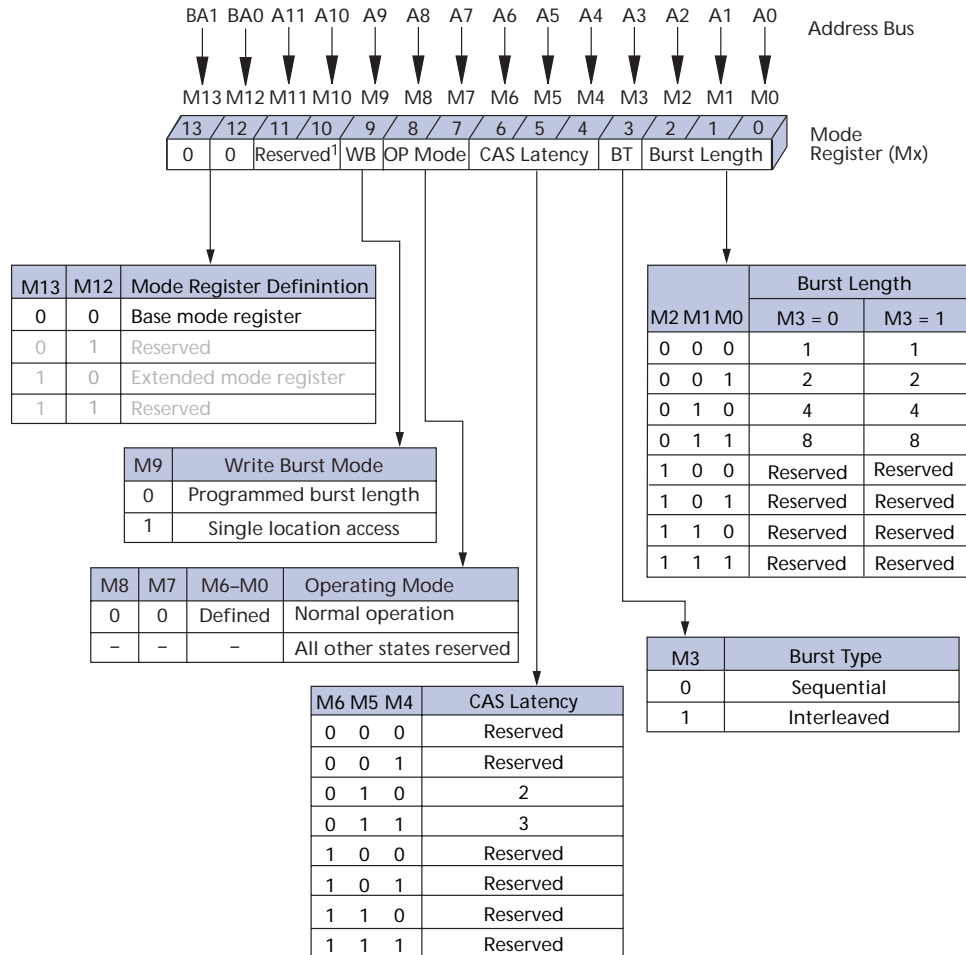 BA1 BA0 A11 A10 A9 A8 A7 A6 A5 A4 A3 A2 A1 A0
Address Bus
M13 M12 M11 M10 M9 M8 M7 M6 M5 M4 M3 M2 M1 M0
13 12 11 10 9 8 7 6 5 4 3 2 1 0
0 0 Reserved1 WB OP Mode CAS Latency BT Burst Length
Mode
Register (Mx)
M13 M12 Mode Register Definintion
0 0 Base mode register
0 1 Reserved
1 0 Extended mode register
1 1 Reserved
M9 Write Burst Mode
0 Programmed burst length
1 Single location access
M8 M7 M6–M0 Operating Mode
0 0 Defined Normal operation
– – – All other states reserved
M6 M5 M4 CAS Latency
0 0 0 Reserved
0 0 1 Reserved
0 1 0 2
0 1 1 3
1 0 0 Reserved
1 0 1 Reserved
1 1 0 Reserved
1 1 1 Reserved
Burst Length
M2 M1 M0 M3 = 0 M3 = 1
0 0 0 1 1
0 0 1 2 2
0 1 0 4 4
0 1 1 8 8
1 0 0 Reserved Reserved
1 0 1 Reserved Reserved
1 1 0 Reserved Reserved
1 1 1 Reserved Reserved
M3 Burst Type
0 Sequential
1 Interleaved